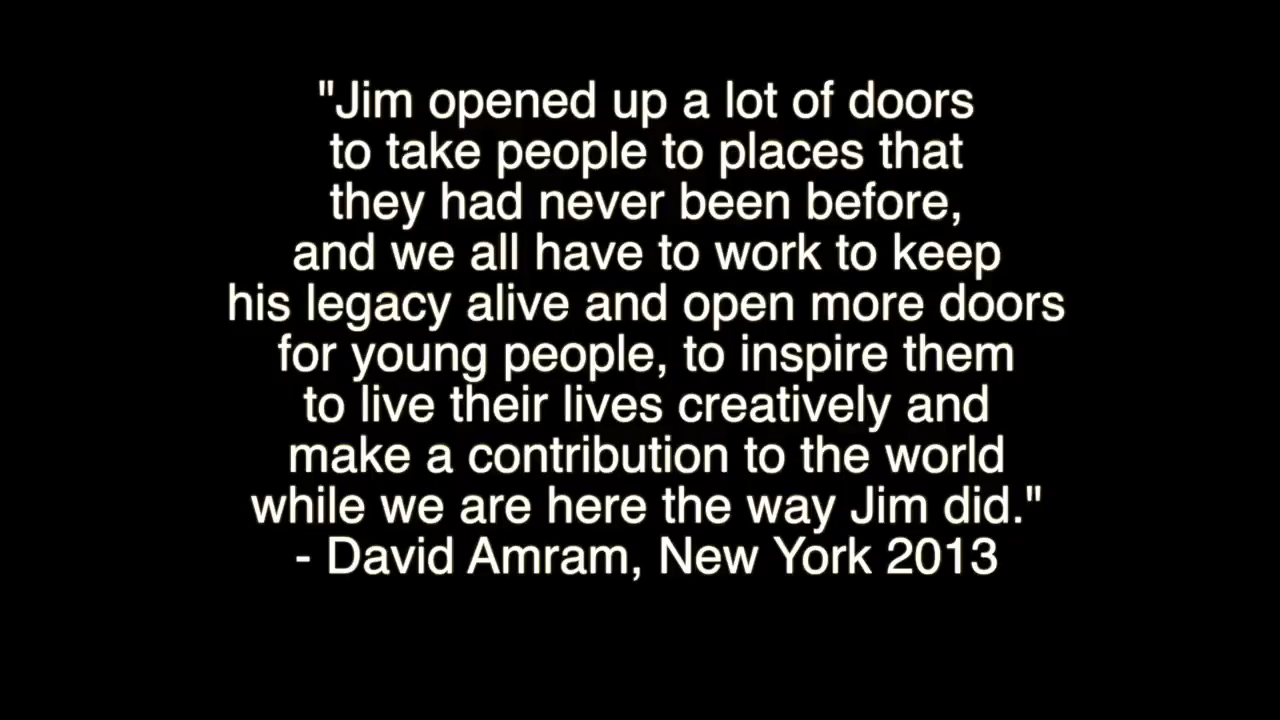 "Jim opened up a lot of doors
to take people to places that
they had never been before,
and we all have to work to keep
his legacy alive and open more doors
for young people, to inspire them
to live their lives creatively and
make a contribution to the world
while we are here the way Jim did."
- David Amram, New York 2013